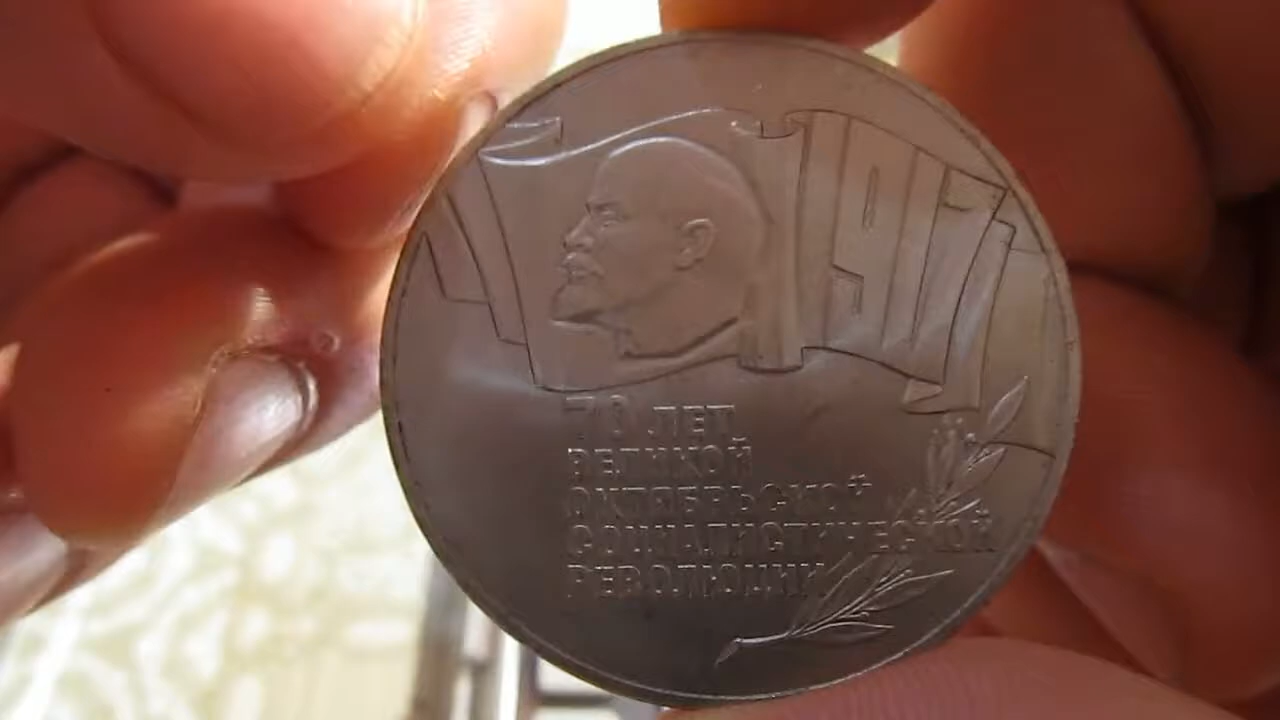 1917
70 ЛЕТ
ВЕЛИКОЙ
ОКТЯБРЬСКОЙ
СОЦИАЛИСТИЧЕСКОЙ
РЕВОЛЮЦИИ